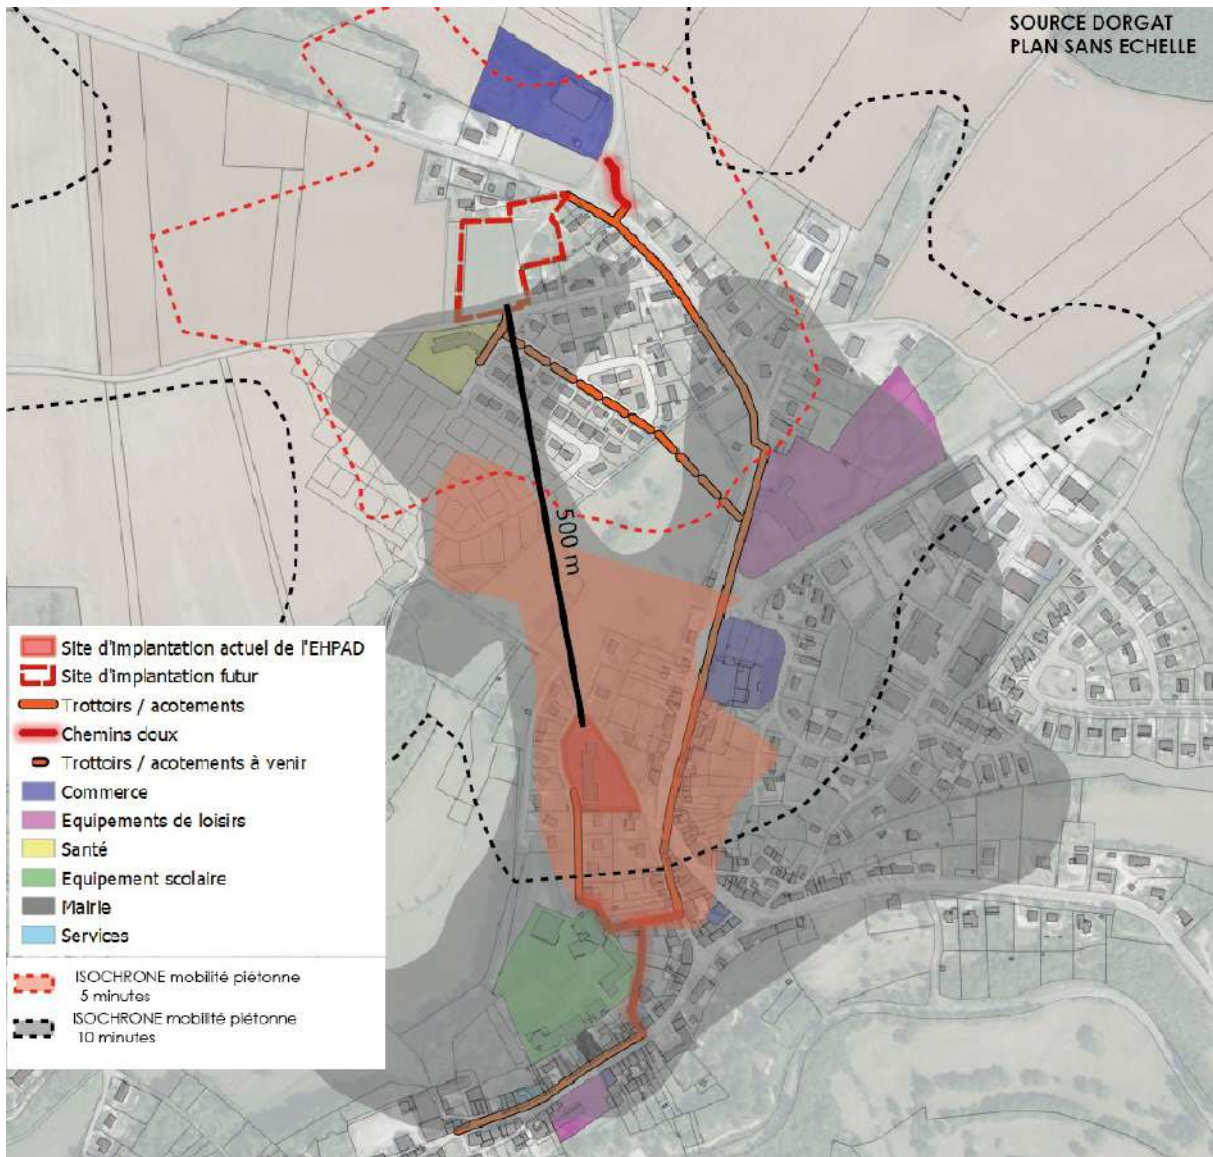 SOURCE DORGAT
PLAN SANS ECHELLE
500 m
Site d'implantation actuel de l'EHPAD
Site d'implantation futur
Trottoirs / acotements
Chemins doux
Trottoirs / acotements à venir
Commerce
Equipements de loisirs
Santé
Equipement scolaire
Mairie
Services
ISOCHRONE mobilité piétonne
5 minutes
ISOCHRONE mobilité piétonne
10 minutes